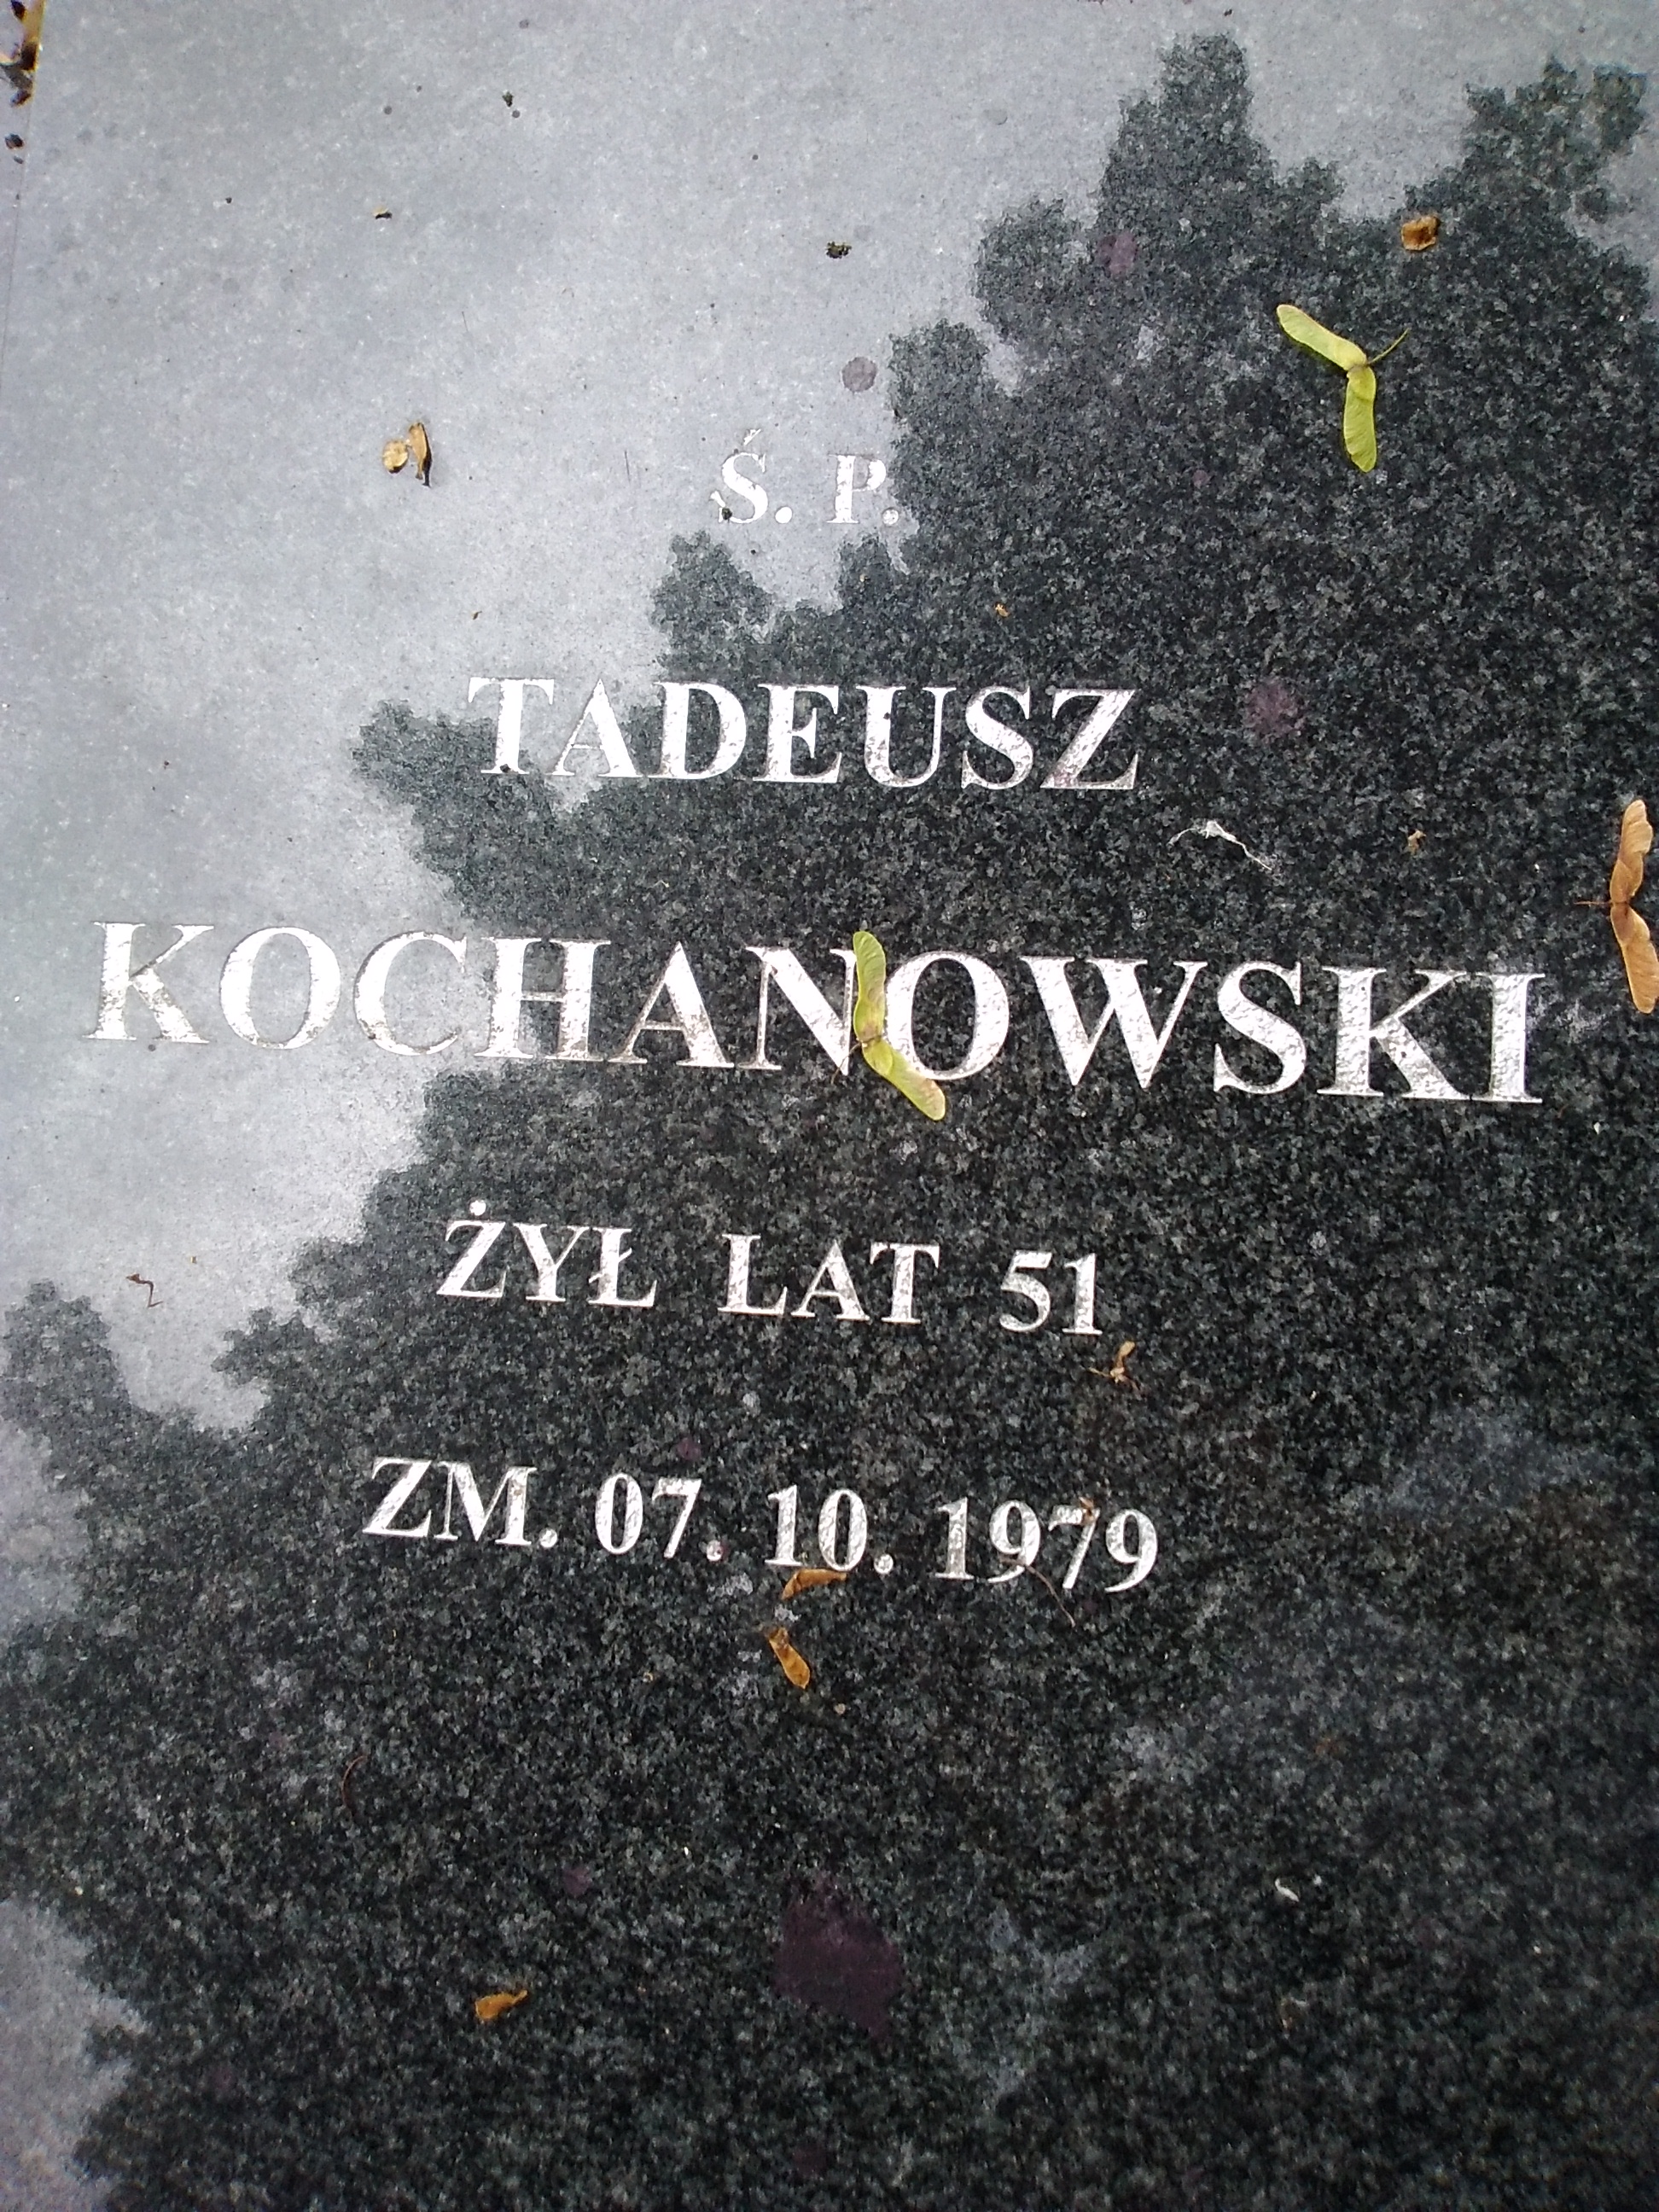 Ś. P.
TADEUSZ
KOCHANOWSKI
ŻYŁ LAT 51
ZM. 07. 10. 1979